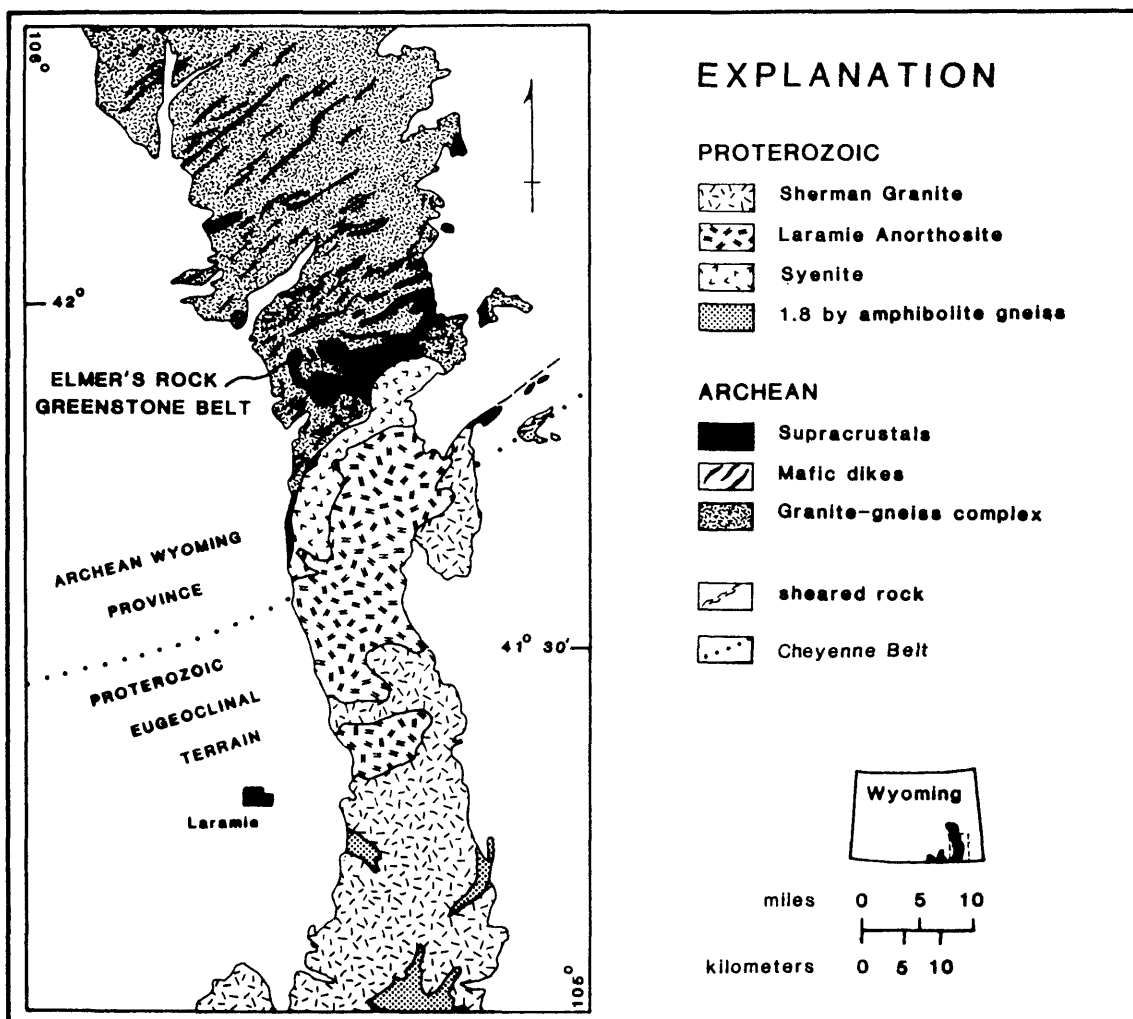 106°
42°
ELMER'S ROCK
GREENSTONE BELT
ARCHEAN WYOMING
PROVINCE
PROTEROZOIC
EUGEOCLINAL
TERRAIN
41° 30'
Laramie
105°
EXPLANATION
PROTEROZOIC
Sherman Granite
Laramie Anorthosite
Syenite
1.8 by amphibolite gneiss
ARCHEAN
Supracrustals
Mafic dikes
Granite-gneiss complex
sheared rock
Cheyenne Belt
Wyoming
miles 0 5 10
kilometers 0 5 10